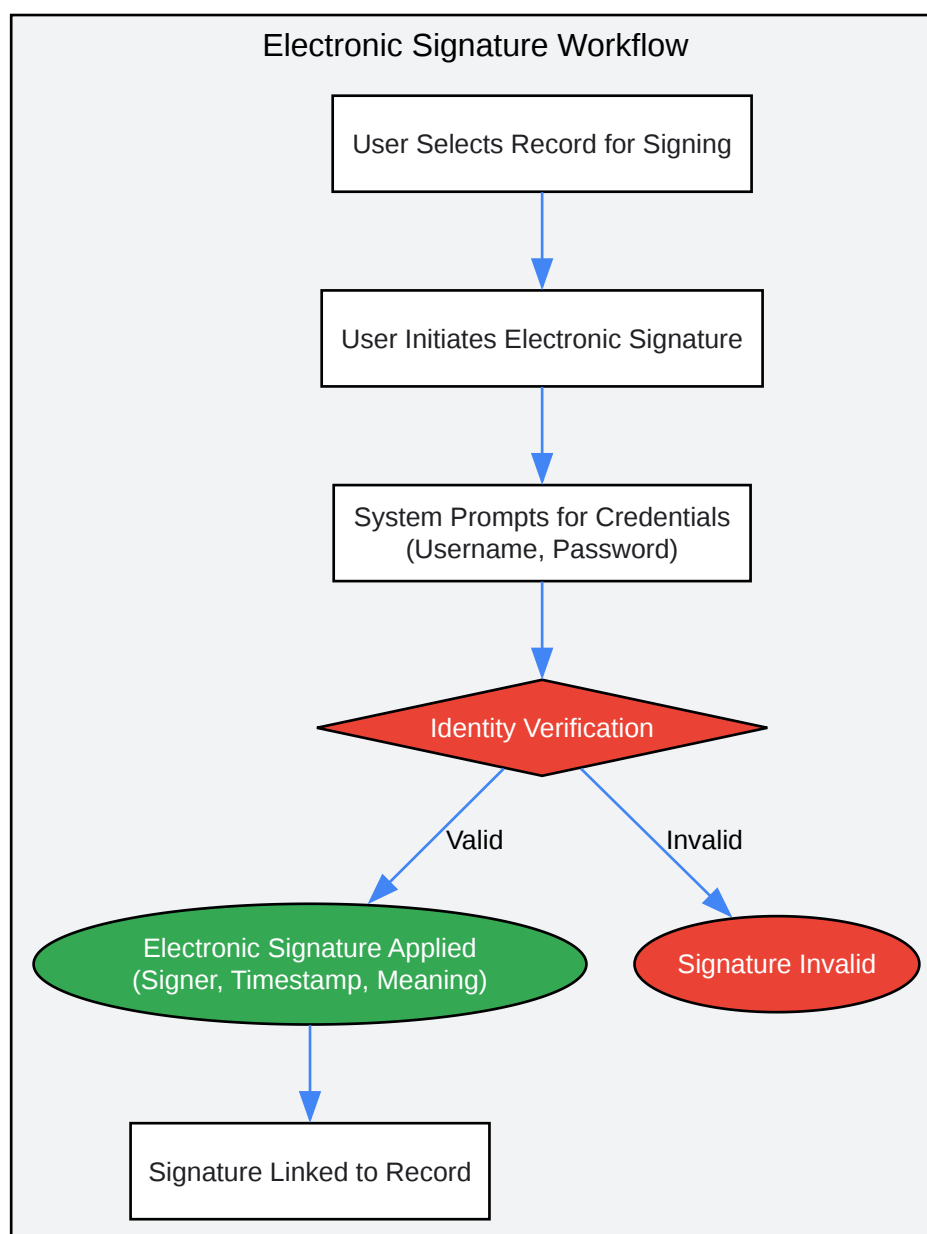 Electronic Signature Workflow
User Selects Record for Signing
User Initiates Electronic Signature
System Prompts for Credentials
(Username, Password)
Identity Verification
Valid
Invalid
Electronic Signature Applied
(Signer, Timestamp, Meaning)
Signature Invalid
Signature Linked to Record